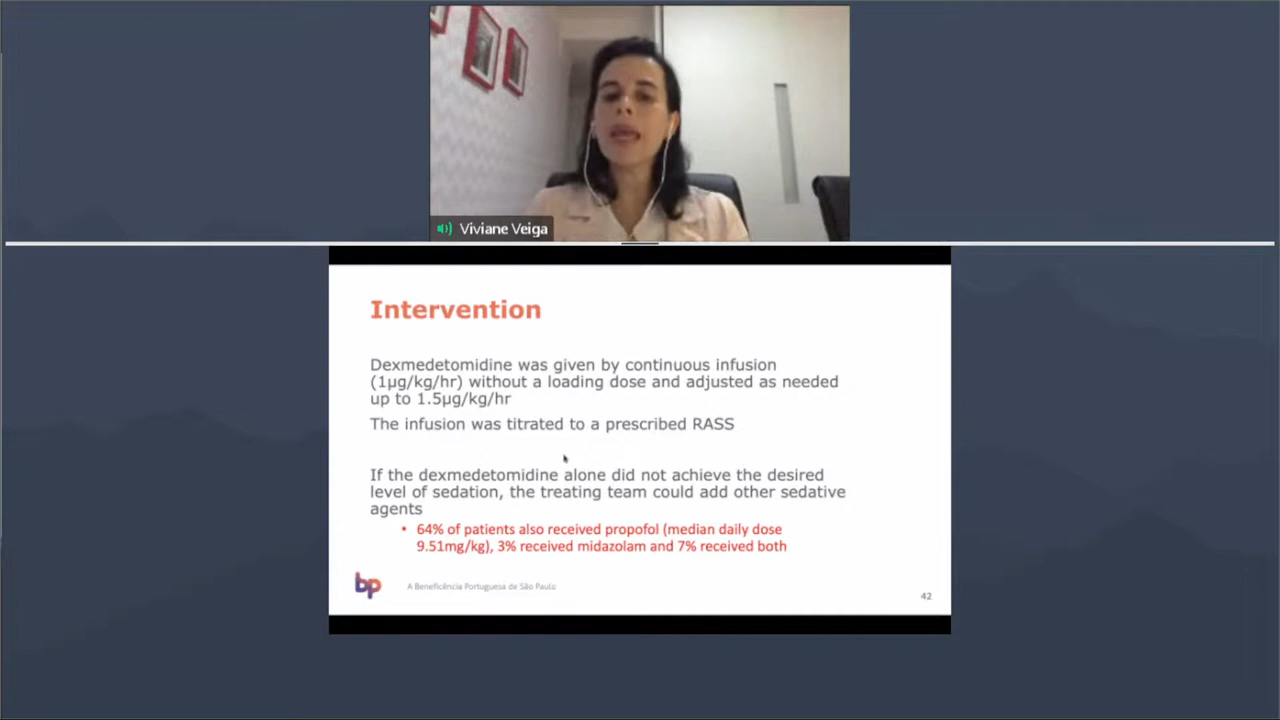 Viviane Veiga
Intervention
Dexmedetomidine was given by continuous infusion
(1µg/kg/hr) without a loading dose and adjusted as needed
up to 1.5µg/kg/hr
The infusion was titrated to a prescribed RASS
If the dexmedetomidine alone did not achieve the desired
level of sedation, the treating team could add other sedative
agents
• 64% of patients also received propofol (median daily dose
9.51mg/kg), 3% received midazolam and 7% received both
bp
A Beneficência Portuguesa de São Paulo
42